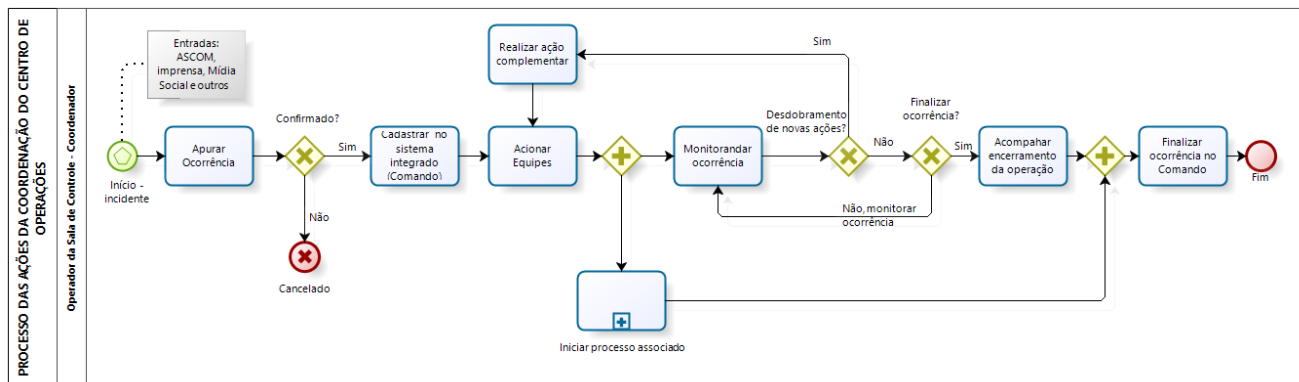 PROCESSO DAS AÇÕES DA COORDENAÇÃO DO CENTRO DE
OPERAÇÕES
Operador da Sala de Controle - Coordenador
Entradas:
ASCOM,
imprensa, Mídia
Social e outros
Início -
incidente
Apurar
Ocorrência
Confirmado?
Sim
Não
Cancelado
Cadastrar no
sistema
integrado
(Comando)
Realizar ação
complementar
Acionar
Equipes
Iniciar processo associado
Monitorandar
ocorrência
Desdobramento
de novas ações?
Sim
Não
Finalizar
ocorrência?
Sim
Não, monitorar
ocorrência
Acompahar
encerramento
da operação
Finalizar
ocorrência no
Comando
Fim